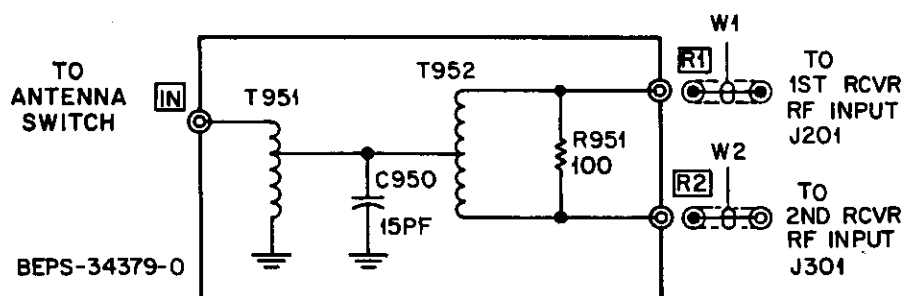 TO
ANTENNA
SWITCH
IN
T951
C950
15PF
T952
R951
100
R1
W1
TO
1ST RCVR
RF INPUT
J201
R2
W2
TO
2ND RCVR
RF INPUT
J301
BEPS-34379-0